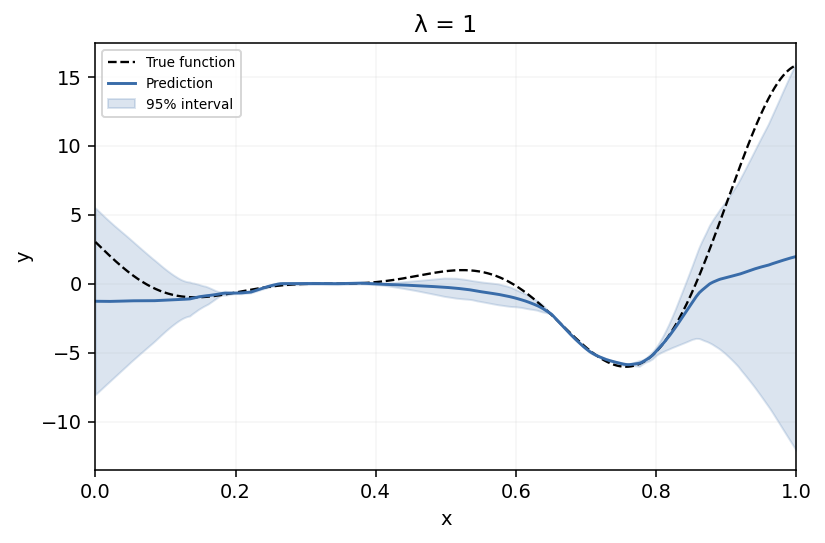 λ = 1
True function
Prediction
95% interval
y
15
10
5
0
−5
−10
0.0 0.2 0.4 0.6 0.8 1.0
x